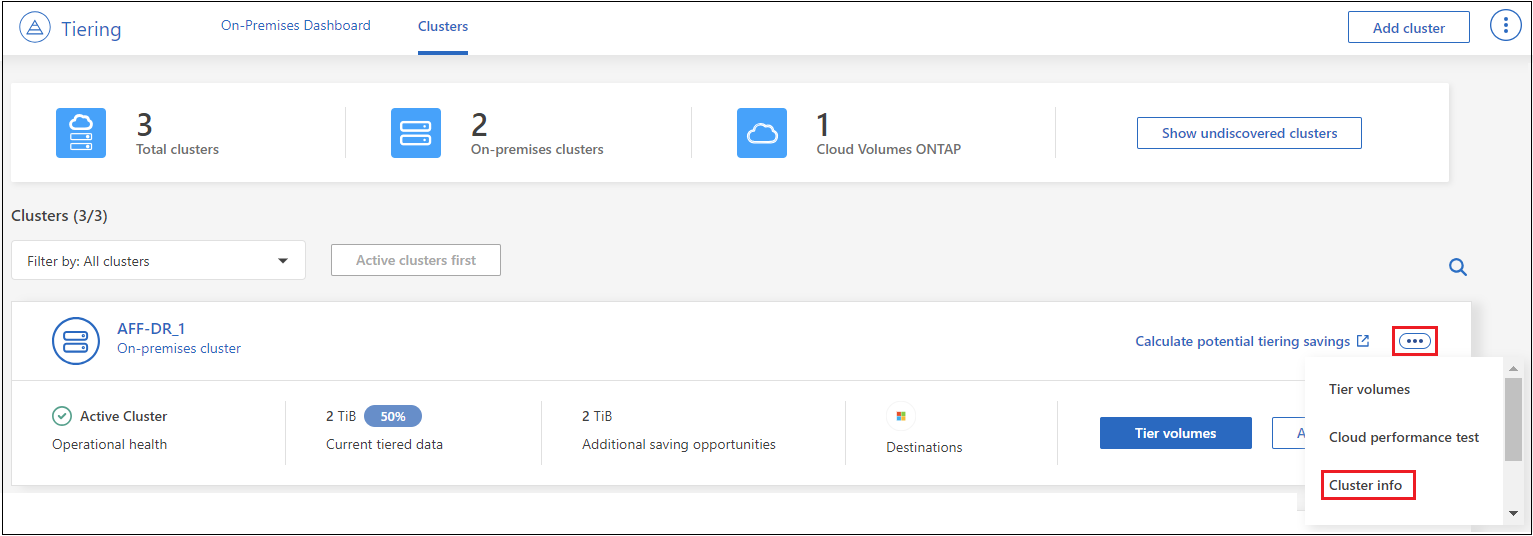 Tiering
On-Premises Dashboard
Clusters
Add cluster
3
Total clusters
2
On-premises clusters
1
Cloud Volumes ONTAP
Show undiscovered clusters
Clusters (3/3)
Filter by: All clusters
Active clusters first
AFF-DR_1
On-premises cluster
Calculate potential tiering savings
Active Cluster
Operational health
2 TiB 50%
Current tiered data
2 TiB
Additional saving opportunities
Destinations
Tier volumes
A
Tier volumes
Cloud performance test
Cluster info